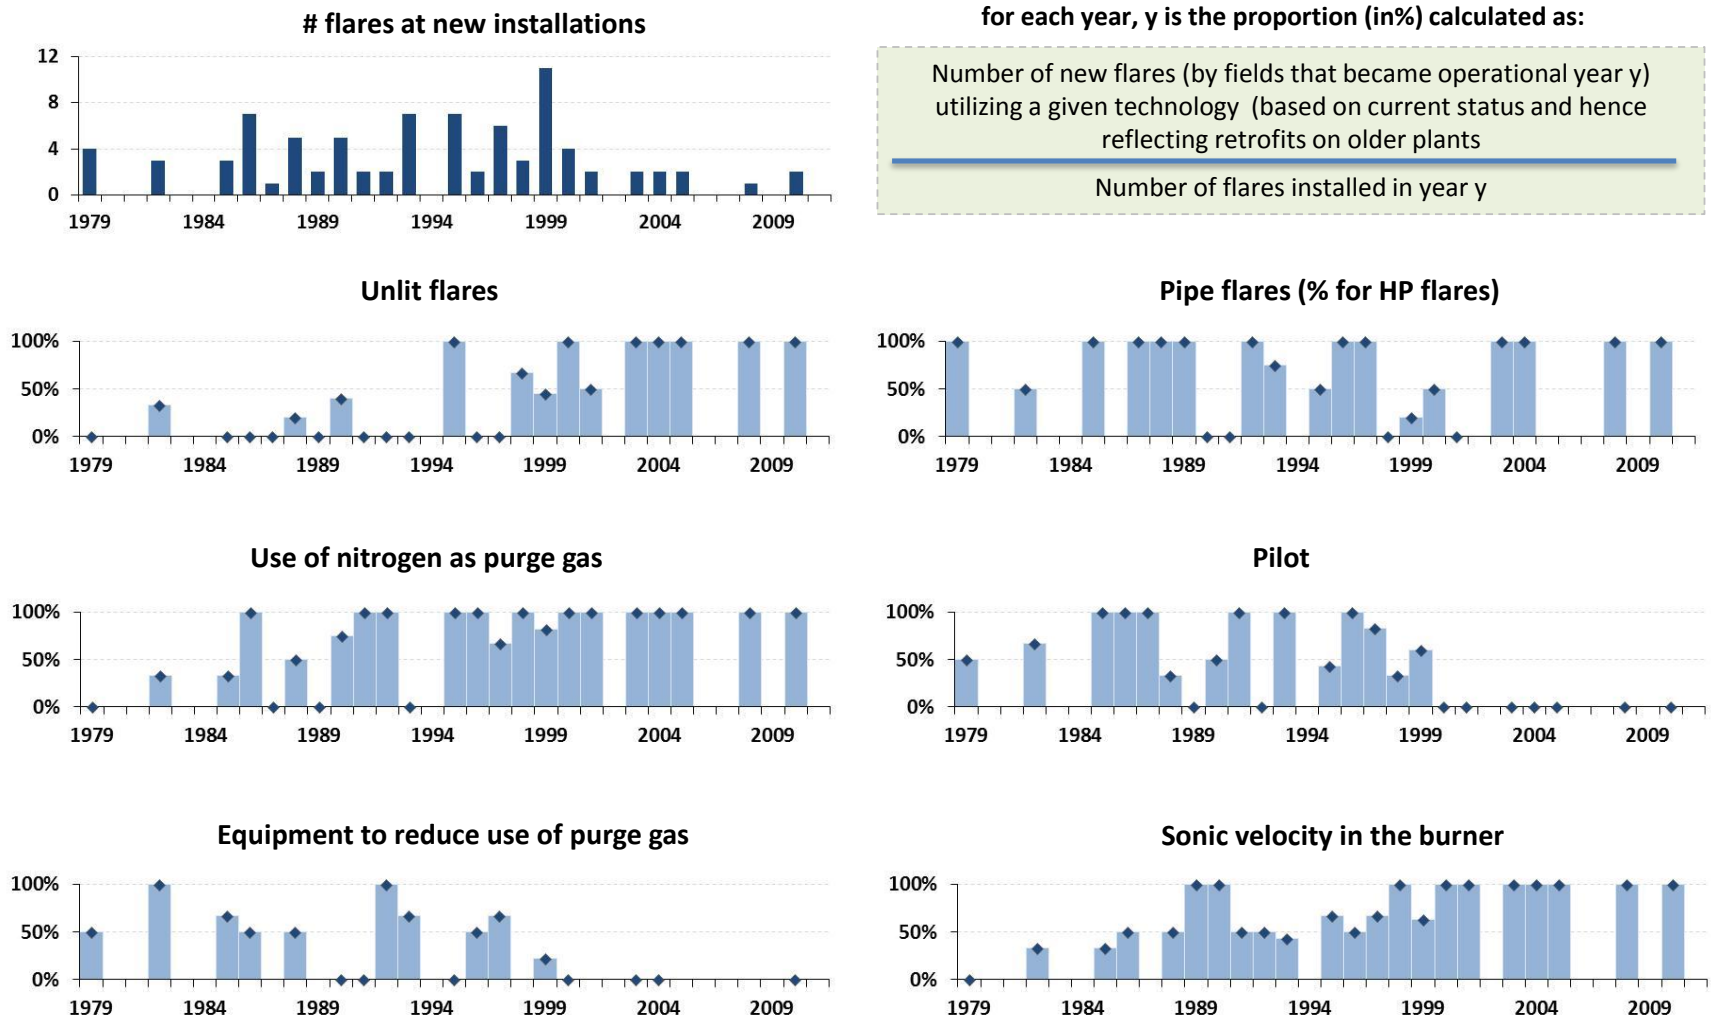 # flares at new installations
12
8
4
0
1979 1984 1989 1994 1999 2004 2009
for each year, y is the proportion (in%) calculated as:
Number of new flares (by fields that became operational year y)
utilizing a given technology (based on current status and hence
reflecting retrofits on older plants
Number of flares installed in year y
Unlit flares
100%
50%
0%
1979 1984 1989 1994 1999 2004 2009
Pipe flares (% for HP flares)
100%
50%
0%
1979 1984 1989 1994 1999 2004 2009
Use of nitrogen as purge gas
100%
50%
0%
1979 1984 1989 1994 1999 2004 2009
Pilot
100%
50%
0%
1979 1984 1989 1994 1999 2004 2009
Equipment to reduce use of purge gas
100%
50%
0%
1979 1984 1989 1994 1999 2004 2009
Sonic velocity in the burner
100%
50%
0%
1979 1984 1989 1994 1999 2004 2009